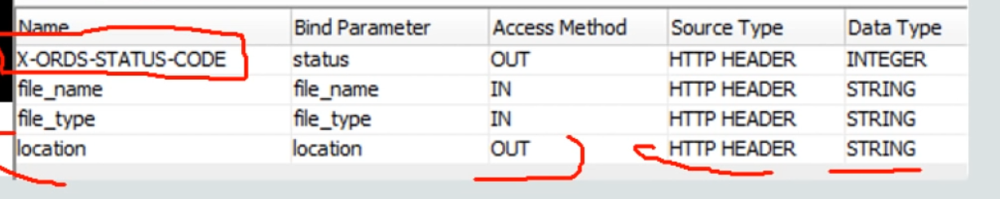 Name Bind Parameter Access Method Source Type Data Type
X-ORDS-STATUS-CODE status OUT HTTP HEADER INTEGER
file_name file_name IN HTTP HEADER STRING
file_type file_type IN HTTP HEADER STRING
location location OUT HTTP HEADER STRING